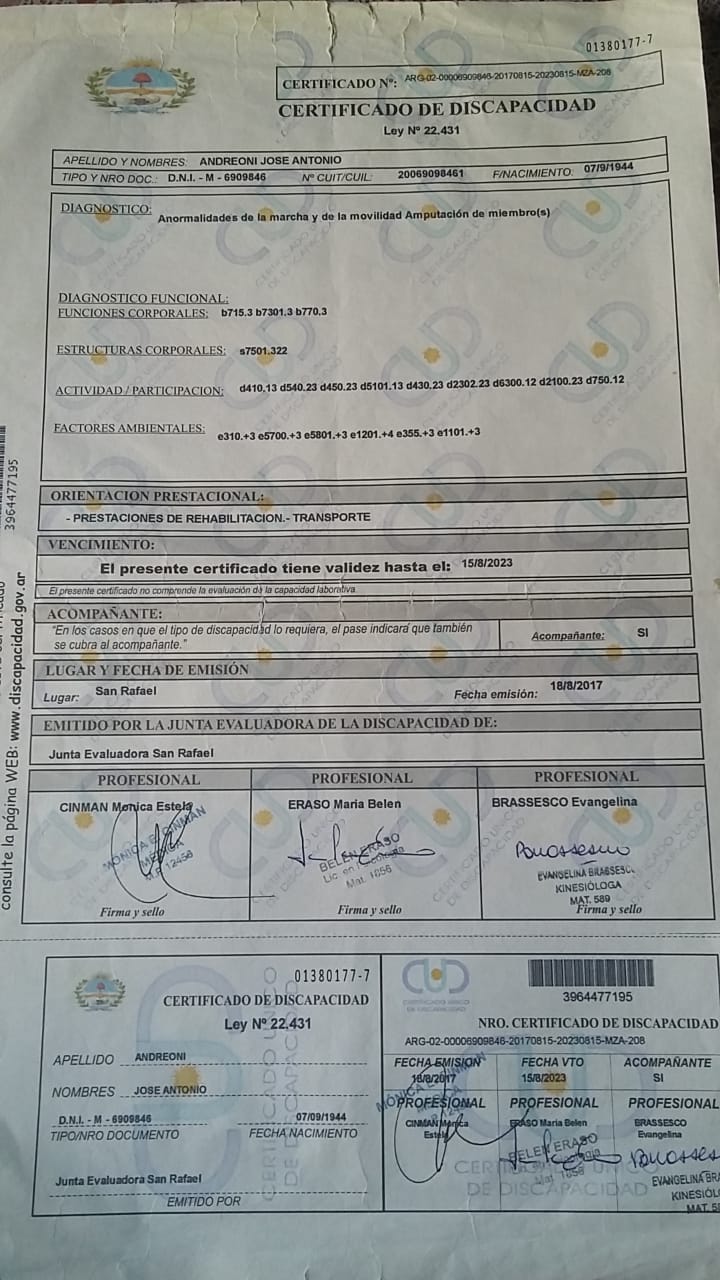 01380177-7
CERTIFICADO Nº: ARG-02-00006909846-20170815-20230815-MZA-208
CERTIFICADO DE DISCAPACIDAD
Ley Nº 22.431
APELLIDO Y NOMBRES: ANDREONI JOSE ANTONIO
TIPO Y NRO DOC.: D.N.I. - M - 6909846 Nº CUIT/CUIL: 20069098461 F/NACIMIENTO: 07/9/1944
DIAGNOSTICO: Anormalidades de la marcha y de la movilidad Amputación de miembro(s)
DIAGNOSTICO FUNCIONAL:
FUNCIONES CORPORALES: b715.3 b7301.3 b770.3
ESTRUCTURAS CORPORALES: s7501.322
ACTIVIDAD / PARTICIPACION: d410.13 d540.23 d450.23 d5101.13 d430.23 d2302.23 d6300.12 d2100.23 d750.12
FACTORES AMBIENTALES: e310.+3 e5700.+3 e5801.+3 e1201.+4 e355.+3 e1101.+3
ORIENTACION PRESTACIONAL:
- PRESTACIONES DE REHABILITACION.- TRANSPORTE
VENCIMIENTO:
El presente certificado tiene validez hasta el: 15/8/2023
El presente certificado no comprende la evaluación de la capacidad laborativa
ACOMPAÑANTE:
"En los casos en que el tipo de discapacidad lo requiera, el pase indicará que también
se cubra al acompañante."
Acompañante: SI
LUGAR Y FECHA DE EMISIÓN
Lugar: San Rafael Fecha emisión: 18/8/2017
EMITIDO POR LA JUNTA EVALUADORA DE LA DISCAPACIDAD DE:
Junta Evaluadora San Rafael
PROFESIONAL PROFESIONAL PROFESIONAL
CINMAN Monica Estela ERASO Maria Belen BRASSESCO Evangelina
MONICA E. CINMAN
MEDICA
M.P. 12456
BELEN ERASO
Lic. en
Mat. 1056
EVANGELINA BRASSESCO
KINESIÓLOGA
MAT. 589
Firma y sello Firma y sello Firma y sello
3964477195
consulte la página WEB: www.discapacidad.gov.ar
01380177-7
CERTIFICADO DE DISCAPACIDAD
Ley Nº 22.431
APELLIDO ANDREONI
NOMBRES JOSE ANTONIO
D.N.I. - M - 6909846 07/09/1944
TIPO/NRO DOCUMENTO FECHA NACIMIENTO
Junta Evaluadora San Rafael
EMITIDO POR
CUD
CERTIFICADO UNICO
DE DISCAPACIDAD
3964477195
NRO. CERTIFICADO DE DISCAPACIDAD
ARG-02-00006909846-20170815-20230815-MZA-208
FECHA EMISION FECHA VTO ACOMPAÑANTE
18/8/2017 15/8/2023 SI
PROFESIONAL PROFESIONAL PROFESIONAL
CINMAN Monica Estela
ERASO Maria Belen
BRASSESCO Evangelina
BELEN ERASO
Mat. 1056
EVANGELINA BRA
KINESIÓL
MAT. 5